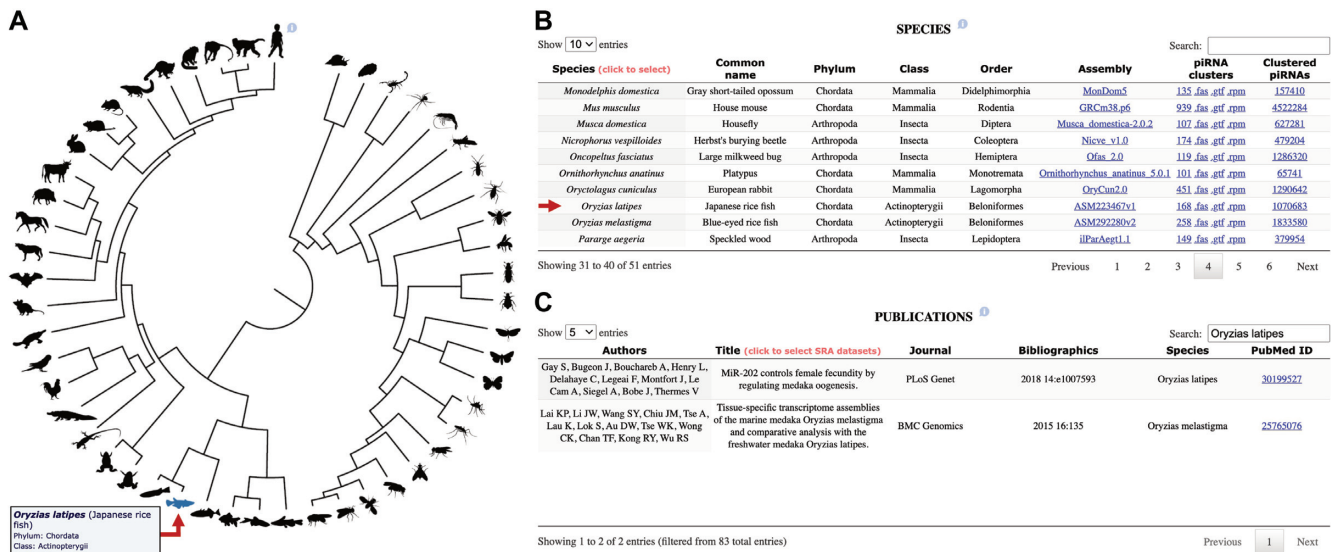 A
Oryzias latipes (Japanese rice
fish)
Phylum: Chordata
Class: Actinopterygii
B
SPECIES
Show 10 entries
Search:
Species (click to select) Common name Phylum Class Order Assembly piRNA clusters Clustered piRNAs
Monodelphis domestica Gray short-tailed opossum Chordata Mammalia Didelphimorphia MonDom5 135 .fas .gtf .rpm 157410
Mus musculus House mouse Chordata Mammalia Rodentia GRCm38.p6 939 .fas .gtf .rpm 4522284
Musca domestica Housefly Arthropoda Insecta Diptera Musca_domestica-2.0.2 107 .fas .gtf .rpm 627281
Nicrophorus vespilloides Herbst's burying beetle Arthropoda Insecta Coleoptera Nicve_v1.0 174 .fas .gtf .rpm 479204
Oncopeltus fasciatus Large milkweed bug Arthropoda Insecta Hemiptera Ofas_2.0 119 .fas .gtf .rpm 1286320
Ornithorhynchus anatinus Platypus Chordata Mammalia Monotremata Ornithorhynchus_anatinus_5.0.1 101 .fas .gtf .rpm 65741
Oryctolagus cuniculus European rabbit Chordata Mammalia Lagomorpha OryCun2.0 451 .fas .gtf .rpm 1290642
Oryzias latipes Japanese rice fish Chordata Actinopterygii Beloniformes ASM223467v1 168 .fas .gtf .rpm 1070683
Oryzias melastigma Blue-eyed rice fish Chordata Actinopterygii Beloniformes ASM292280v2 258 .fas .gtf .rpm 1833580
Pararge aegeria Speckled wood Arthropoda Insecta Lepidoptera ilParAegt1.1 149 .fas .gtf .rpm 379954
Showing 31 to 40 of 51 entries
Previous 1 2 3 4 5 6 Next
C
PUBLICATIONS
Show 5 entries
Search: Oryzias latipes
Authors Title (click to select SRA datasets) Journal Bibliographics Species PubMed ID
Gay S, Bugeon J, Bouchareb A, Henry L,
Delahaye C, Legeai F, Montfort J, Le
Cam A, Siegel A, Bobe J, Thermes V
MiR-202 controls female fecundity by
regulating medaka oogenesis.
PLoS Genet 2018 14:e1007593 Oryzias latipes 30199527
Lai KP, Li JW, Wang SY, Chiu JM, Tse A,
Lau K, Lok S, Au DW, Tse WK, Wong
CK, Chan TF, Kong RY, Wu RS
Tissue-specific transcriptome assemblies
of the marine medaka Oryzias melastigma
and comparative analysis with the
freshwater medaka Oryzias latipes.
BMC Genomics 2015 16:135 Oryzias melastigma 25765076
Showing 1 to 2 of 2 entries (filtered from 83 total entries)
Previous 1 Next